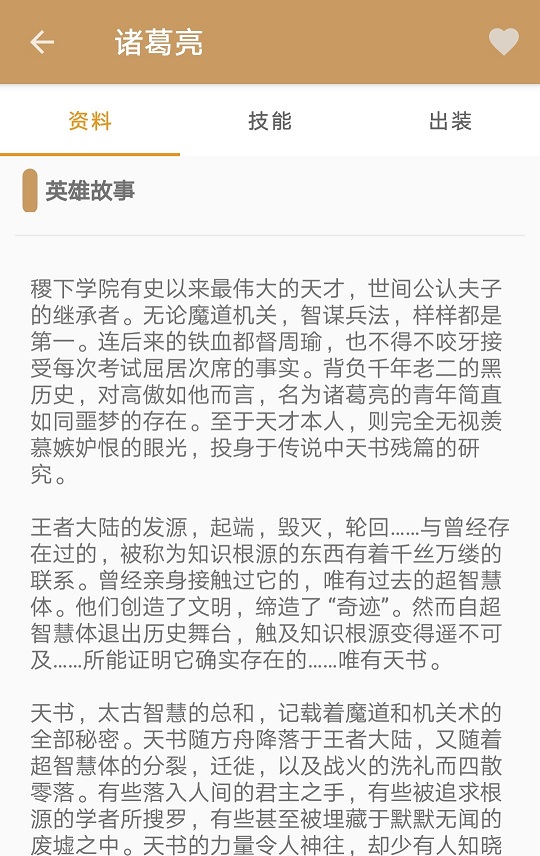 诸葛亮
资料 技能 出装
英雄故事
稷下学院有史以来最伟大的天才，世间公认夫子
的继承者。无论魔道机关，智谋兵法，样样都是
第一。连后来的铁血都督周瑜，也不得不咬牙接
受每次考试屈居次席的事实。背负千年老二的黑
历史，对高傲如他而言，名为诸葛亮的青年简直
如同噩梦的存在。至于天才本人，则完全无视羡
慕嫉妒恨的眼光，投身于传说中天书残篇的研
究。
王者大陆的发源，起端，毁灭，轮回......与曾经存
在过的，被称为知识根源的东西有着千丝万缕的
联系。曾经亲身接触过它的，唯有过去的超智慧
体。他们创造了文明，缔造了 “奇迹”。然而自超
智慧体退出历史舞台，触及知识根源变得遥不可
及......所能证明它确实存在的......唯有天书。
天书，太古智慧的总和，记载着魔道和机关术的
全部秘密。天书随方舟降落于王者大陆，又随着
超智慧体的分裂，迁徙，以及战火的洗礼而四散
零落。有些落入人间的君主之手，有些被追求根
源的学者所搜罗，有些甚至被埋藏于默默无闻的
废墟之中。天书的力量令人神往，却少有人知晓